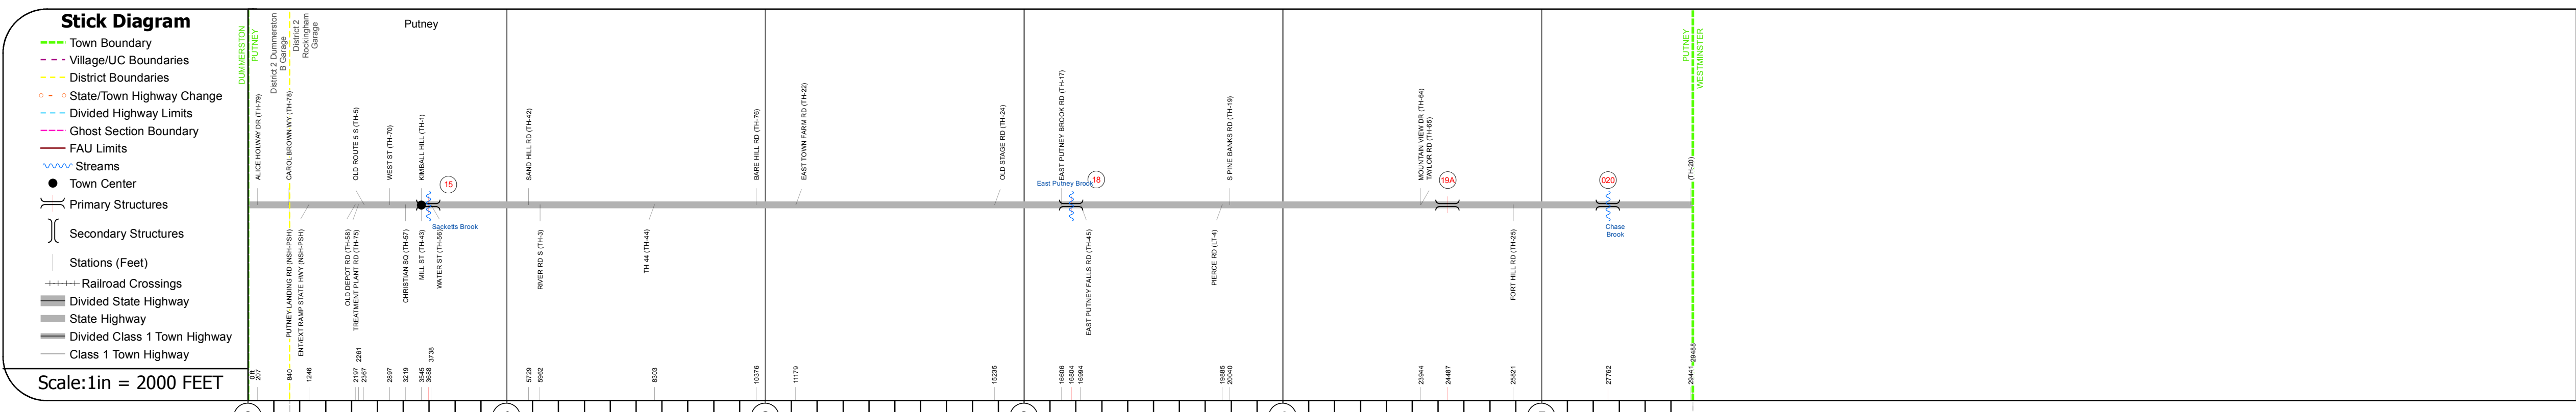 Stick Diagram
Town Boundary
Village/UC Boundaries
District Boundaries
State/Town Highway Change
Divided Highway Limits
Ghost Section Boundary
FAU Limits
Streams
Town Center
Primary Structures
Secondary Structures
Stations (Feet)
Railroad Crossings
Divided State Highway
State Highway
Divided Class 1 Town Highway
Class 1 Town Highway
Scale:1in = 2000 FEET
DUMMERSTON
PUTNEY
District 2 Dummerston
B Garage
District 2
Rockingham
Garage
Putney
PUTNEY
WESTMINSTER
ALICE HOLWAY DR (TH-79)
CAROL BROWN WY (TH-78)
OLD ROUTE 5 S (TH-5)
WEST ST (TH-70)
KIMBALL HILL (TH-1)
SAND HILL RD (TH-42)
BARE HILL RD (TH-76)
EAST TOWN FARM RD (TH-22)
OLD STAGE RD (TH-24)
EAST PUTNEY BROOK RD (TH-17)
S PINE BANKS RD (TH-19)
MOUNTAIN VIEW DR (TH-64)
TAYLOR RD (TH-65)
(TH-20)
15
18
19A
020
Sacketts Brook
East Putney Brook
Chase
Brook
PUTNEY LANDING RD (NSH-PSH)
ENT/EXT RAMP STATE HWY (NSH-PSH)
OLD DEPOT RD (TH-58)
TREATMENT PLANT RD (TH-75)
CHRISTIAN SQ (TH-57)
MILL ST (TH-43)
WATER ST (TH-56)
RIVER RD S (TH-3)
TH 44 (TH-44)
EAST PUTNEY FALLS RD (TH-45)
PIERCE RD (LT-4)
FORT HILL RD (TH-25)
0 ft
207
840
1246
2197
2261
2367
2897
3219
3545
3688
3738
5729
5962
8303
10376
11179
15235
16606
16804
16994
19885
20040
23944
24487
25821
27762
29441
29488